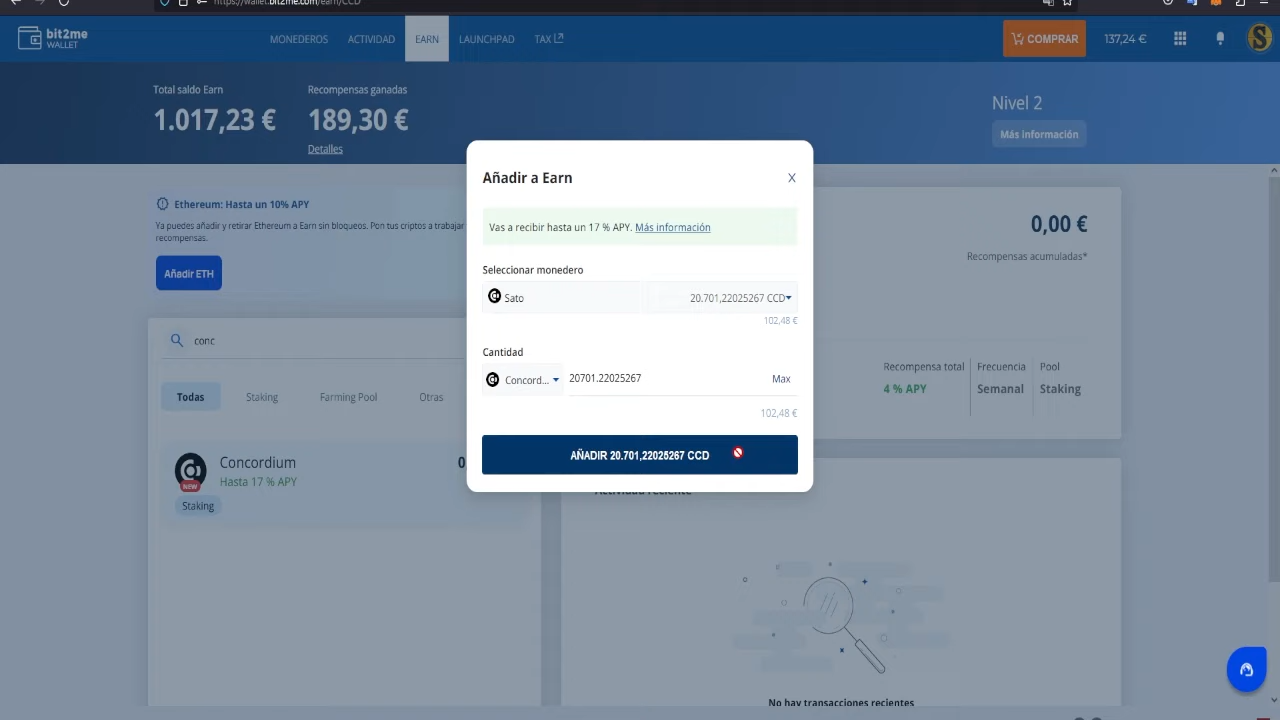 https://wallet.bit2me.com/earn/CCD
bit2me
WALLET
MONEDEROS
ACTIVIDAD
EARN
LAUNCHPAD
TAX
COMPRAR
137,24 €
Total saldo Earn
1.017,23 €
Recompensas ganadas
189,30 €
Detalles
Nivel 2
Más información
Ethereum: Hasta un 10% APY
Ya puedes añadir y retirar Ethereum a Earn sin bloqueos. Pon tus criptos a trabajar
recompensas.
Añadir ETH
conc
Todas
Staking
Farming Pool
Otras
Concordium
0
Hasta 17 % APY
NEW
Staking
Añadir a Earn
X
Vas a recibir hasta un 17 % APY. Más información
Seleccionar monedero
Sato
20.701,22025267 CCD
102,48 €
Cantidad
Concord...
20701.22025267
Max
102,48 €
AÑADIR 20.701,22025267 CCD
0,00 €
Recompensas acumuladas*
Recompensa total
4 % APY
Frecuencia
Semanal
Pool
Staking
Actividad reciente
No hay transacciones recientes